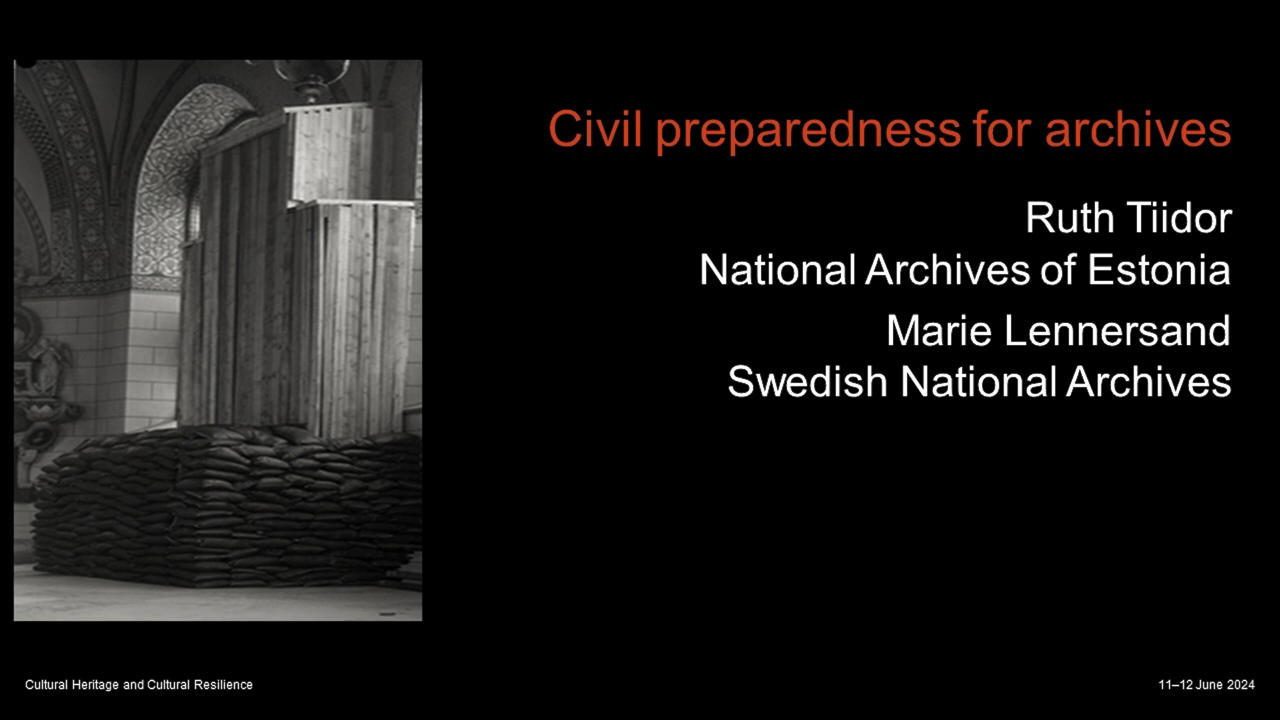 Civil preparedness for archives
Ruth Tiidor
National Archives of Estonia
Marie Lennersand
Swedish National Archives
Cultural Heritage and Cultural Resilience
11–12 June 2024